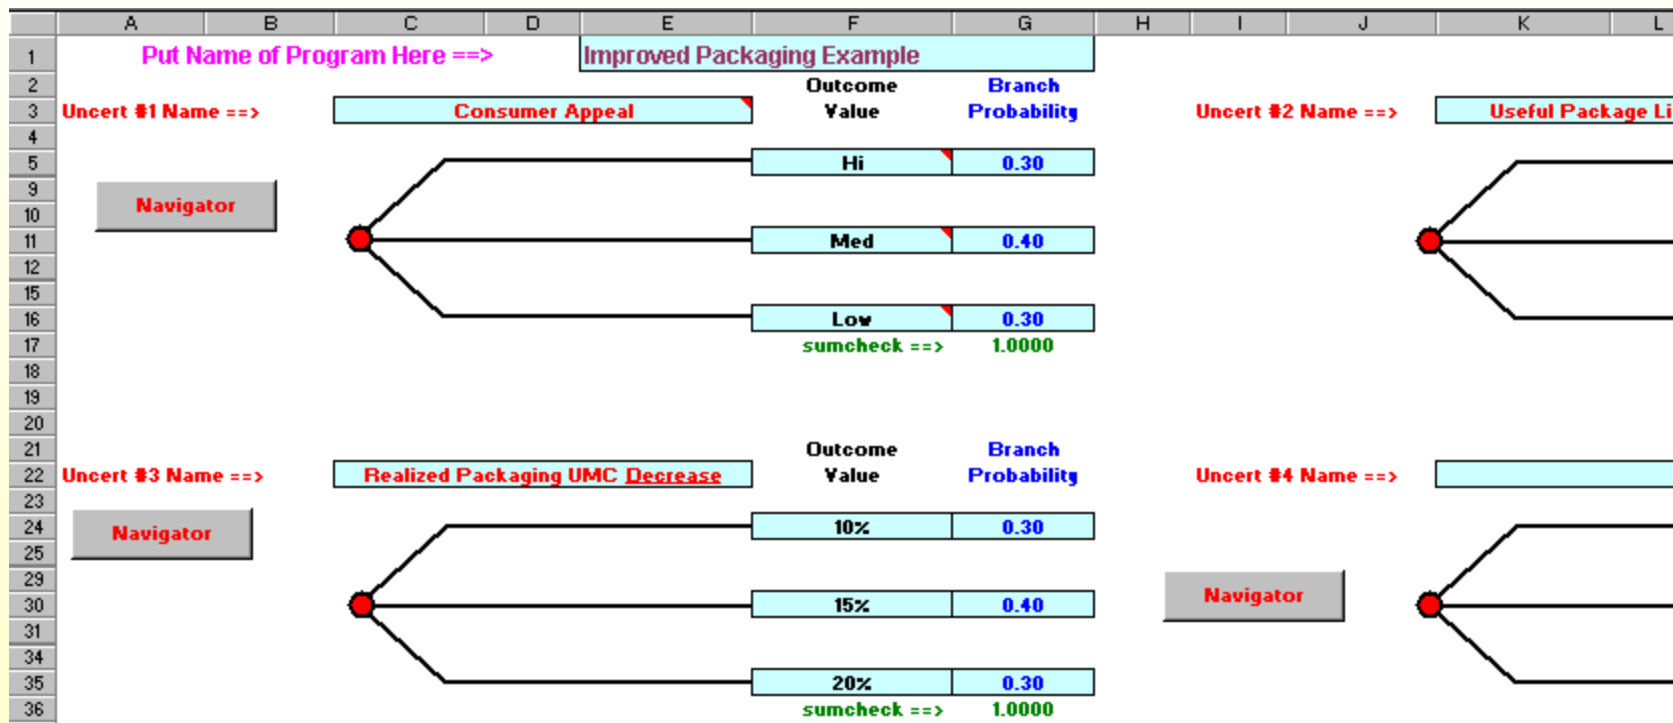 A B C D E F G H I J K L
1 Put Name of Program Here ==> Improved Packaging Example
2 Outcome Branch
3 Uncert #1 Name ==> Consumer Appeal Value Probability Uncert #2 Name ==> Useful Package Li
4
5 Hi 0.30
9 Navigator
10
11 Med 0.40
12
15
16 Low 0.30
17 sumcheck ==> 1.0000
18
19
20
21 Outcome Branch
22 Uncert #3 Name ==> Realized Packaging UMC Decrease Value Probability Uncert #4 Name ==>
23
24 Navigator 10% 0.30
25
29 Navigator
30 15% 0.40
31
34
35 20% 0.30
36 sumcheck ==> 1.0000